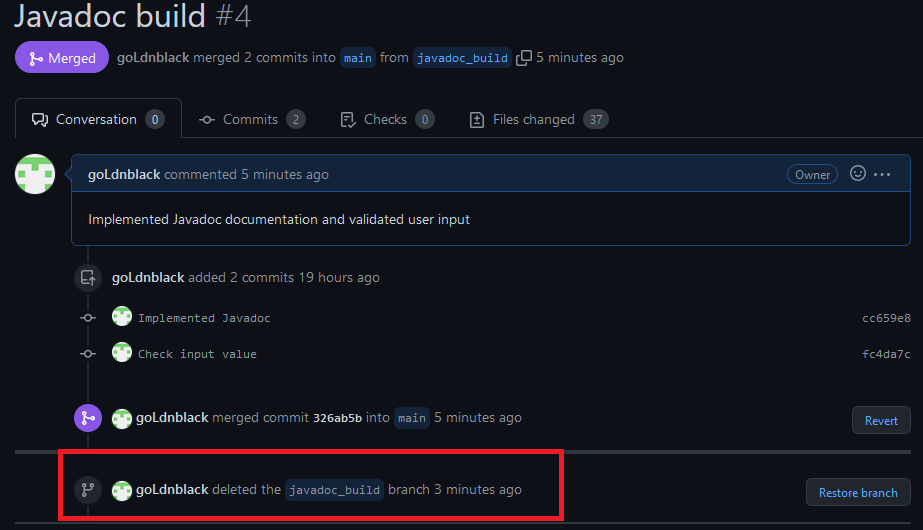 Javadoc build #4
Merged goLdnblack merged 2 commits into main from javadoc_build 5 minutes ago
Conversation 0 Commits 2 Checks 0 Files changed 37
goLdnblack commented 5 minutes ago Owner
Implemented Javadoc documentation and validated user input
goLdnblack added 2 commits 19 hours ago
Implemented Javadoc cc659e8
Check input value fc4da7c
goLdnblack merged commit 326ab5b into main 5 minutes ago Revert
goLdnblack deleted the javadoc_build branch 3 minutes ago Restore branch